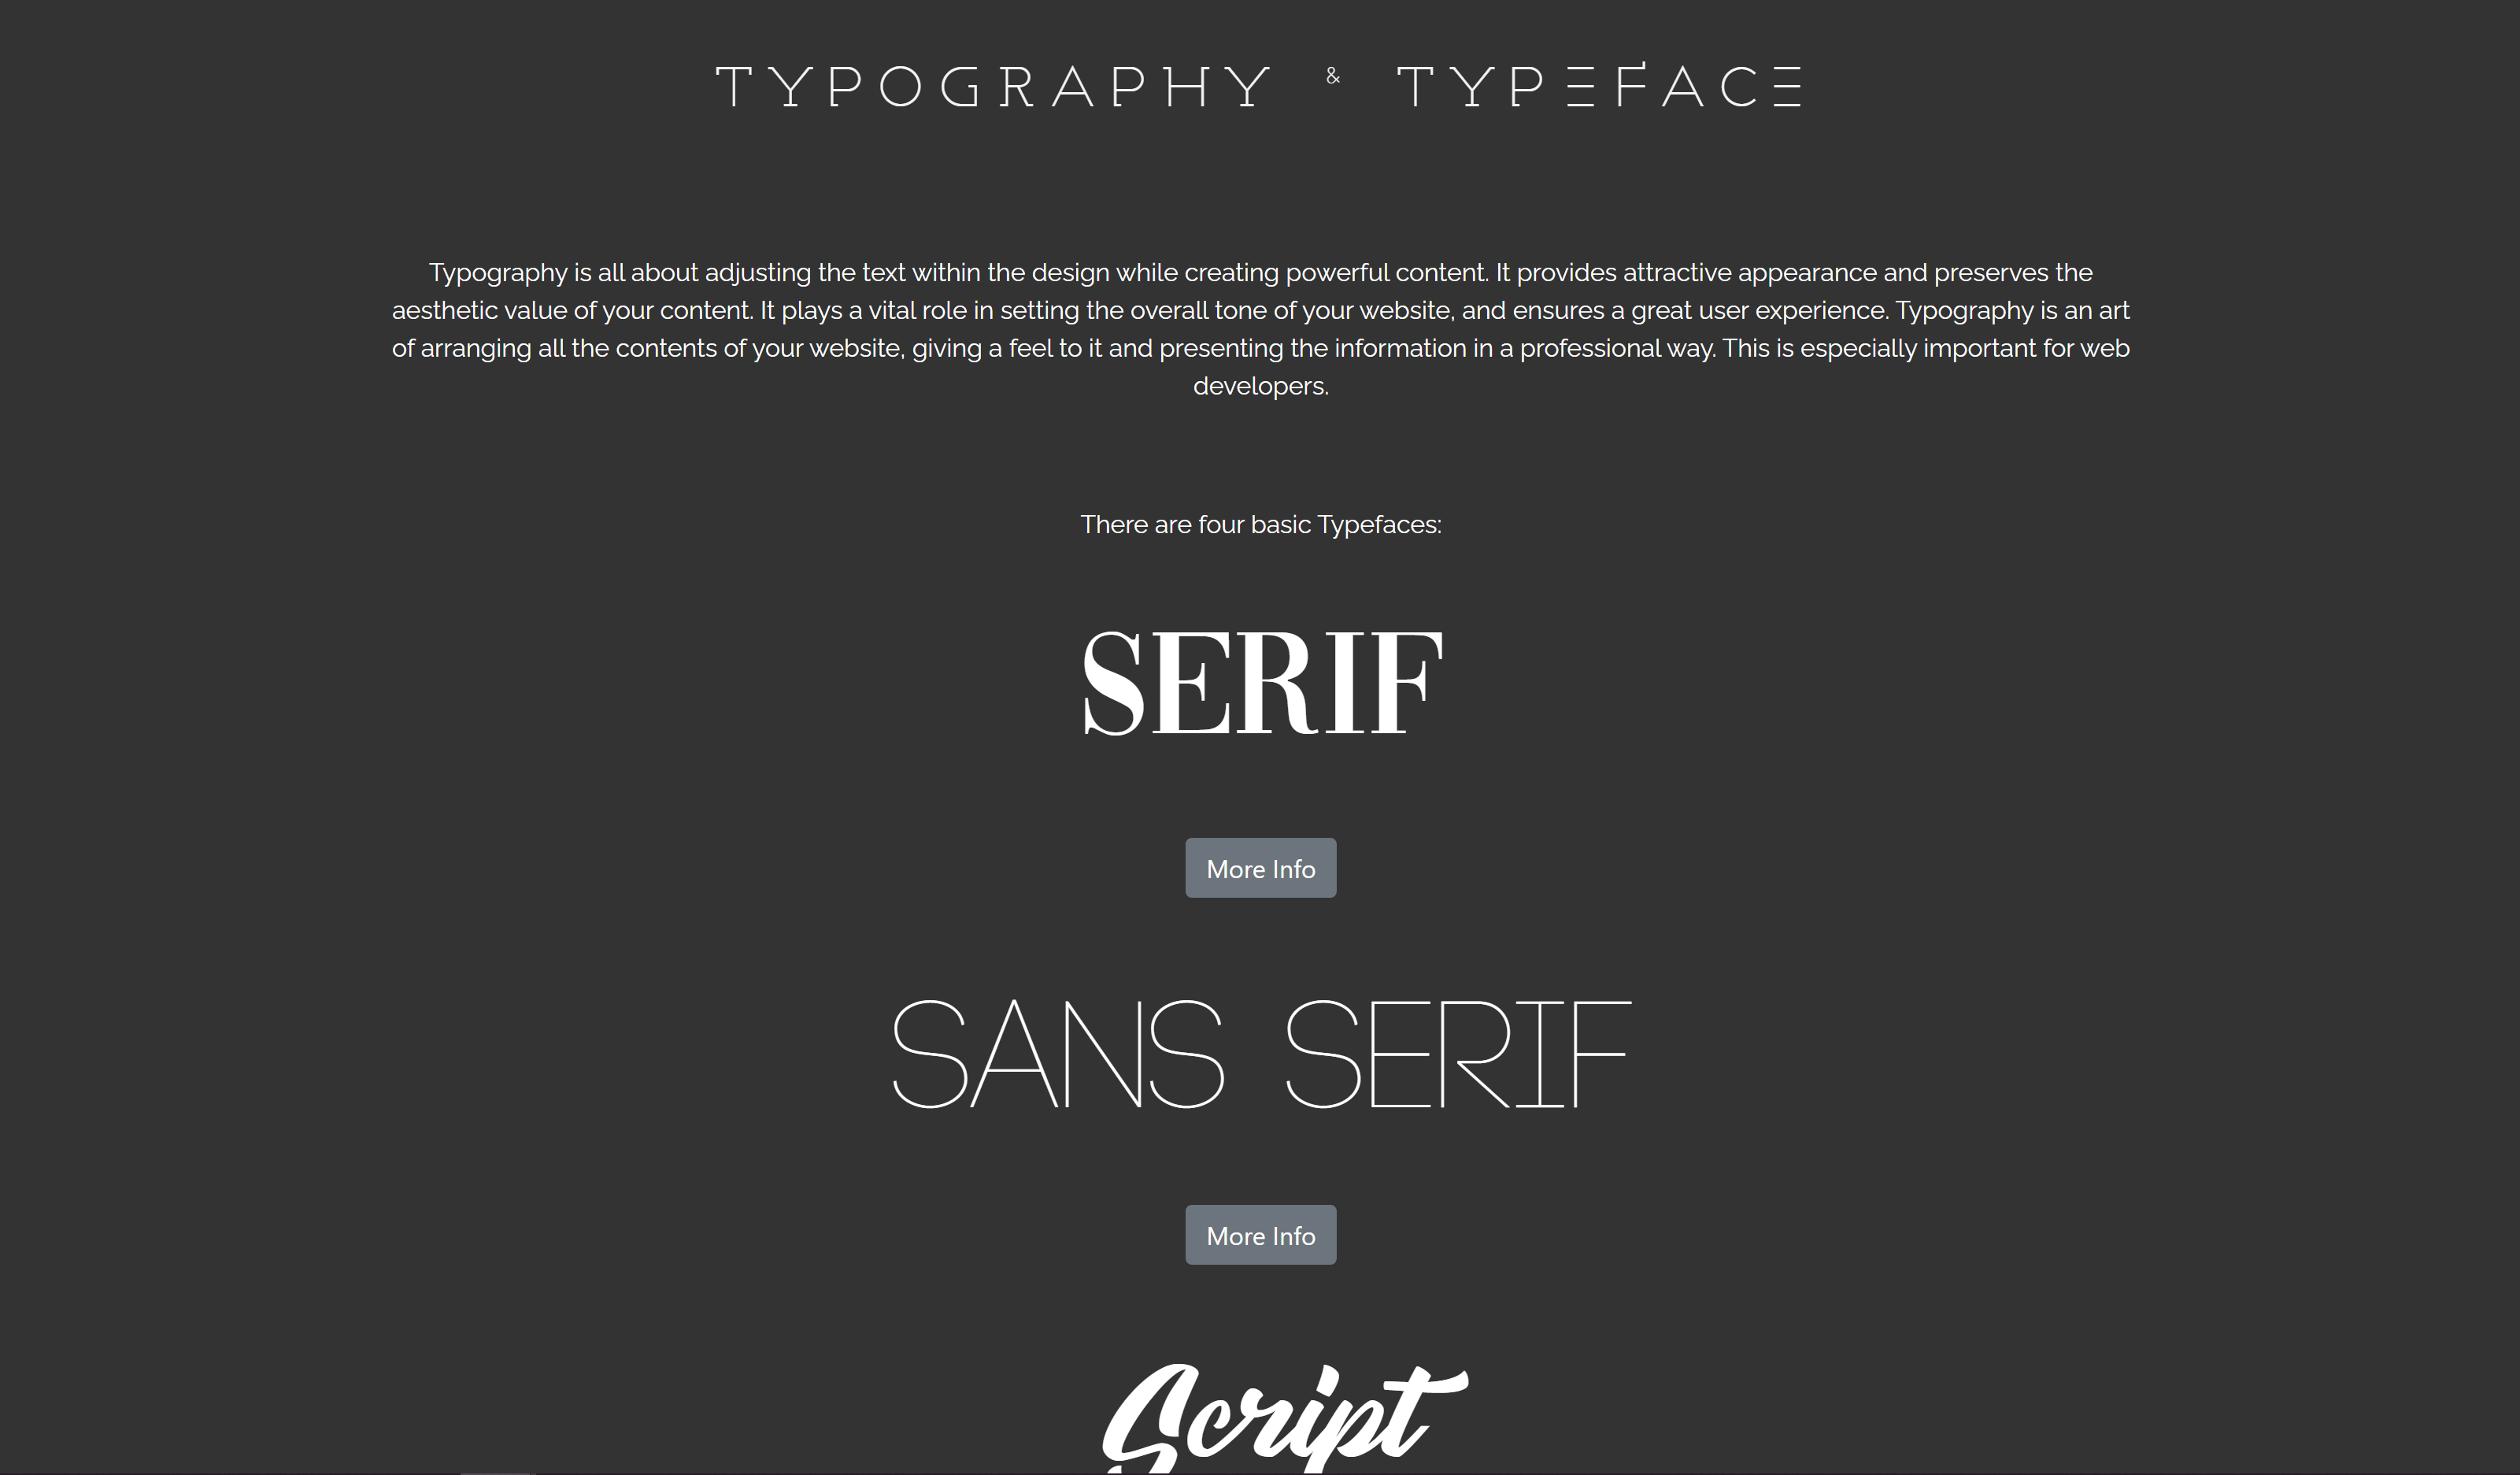 TYPOGRAPHY & TYPEFACE
Typography is all about adjusting the text within the design while creating powerful content. It provides attractive appearance and preserves the
aesthetic value of your content. It plays a vital role in setting the overall tone of your website, and ensures a great user experience. Typography is an art
of arranging all the contents of your website, giving a feel to it and presenting the information in a professional way. This is especially important for web
developers.
There are four basic Typefaces:
SERIF
More Info
SANS SERIF
More Info
Script